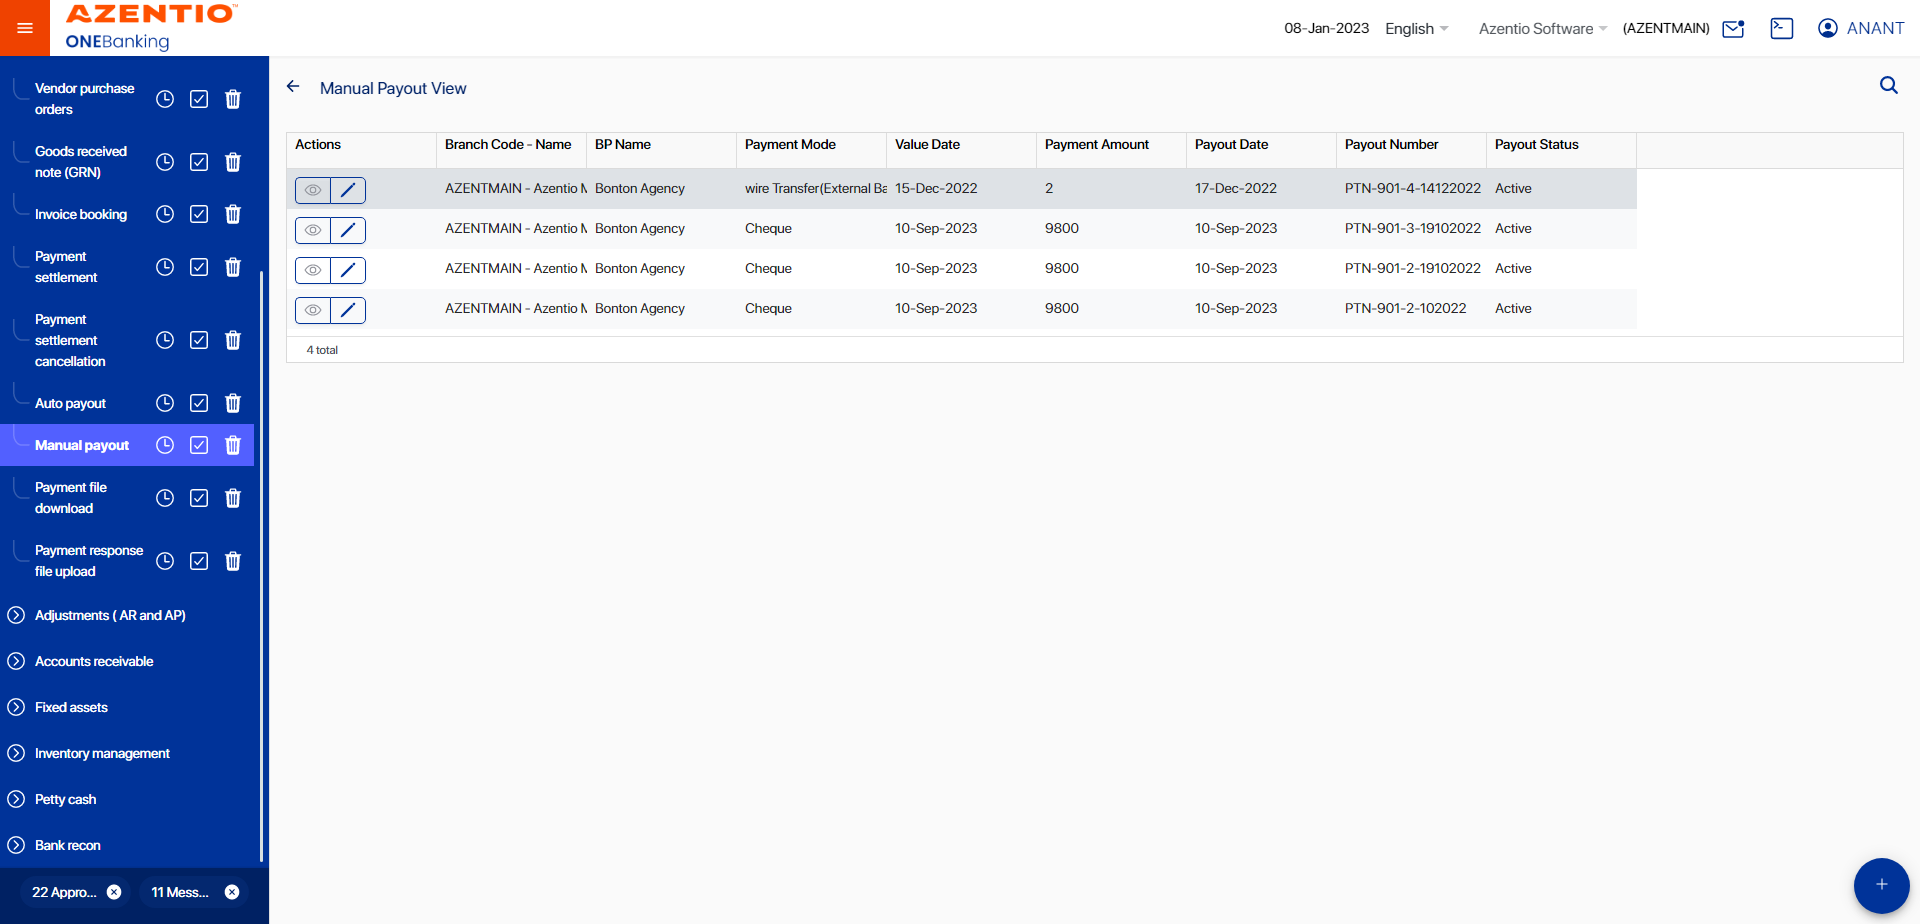 AZENTIO™
ONEBanking
08-Jan-2023
English
Azentio Software
(AZENTMAIN)
ANANT
Vendor purchase
orders
Goods received
note (GRN)
Invoice booking
Payment
settlement
Payment
settlement
cancellation
Auto payout
Manual payout
Payment file
download
Payment response
file upload
Adjustments ( AR and AP)
Accounts receivable
Fixed assets
Inventory management
Petty cash
Bank recon
22 Appro...
11 Mess...
Manual Payout View
Actions Branch Code - Name BP Name Payment Mode Value Date Payment Amount Payout Date Payout Number Payout Status
AZENTMAIN - Azentio M Bonton Agency wire Transfer(External Ba 15-Dec-2022 2 17-Dec-2022 PTN-901-4-14122022 Active
AZENTMAIN - Azentio M Bonton Agency Cheque 10-Sep-2023 9800 10-Sep-2023 PTN-901-3-19102022 Active
AZENTMAIN - Azentio M Bonton Agency Cheque 10-Sep-2023 9800 10-Sep-2023 PTN-901-2-19102022 Active
AZENTMAIN - Azentio M Bonton Agency Cheque 10-Sep-2023 9800 10-Sep-2023 PTN-901-2-102022 Active
4 total